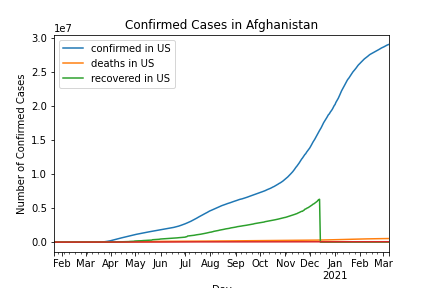 Confirmed Cases in Afghanistan
1e7
confirmed in US
deaths in US
recovered in US
Number of Confirmed Cases
3.0
2.5
2.0
1.5
1.0
0.5
0.0
Feb Mar Apr May Jun Jul Aug Sep Oct Nov Dec Jan Feb Mar
2021